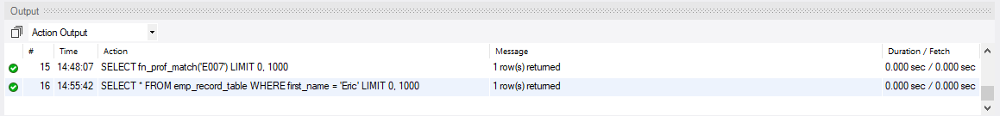 Output
Action Output
# Time Action Message Duration / Fetch
15 14:48:07 SELECT fn_prof_match('E007') LIMIT 0, 1000 1 row(s) returned 0.000 sec / 0.000 sec
16 14:55:42 SELECT * FROM emp_record_table WHERE first_name = 'Eric' LIMIT 0, 1000 1 row(s) returned 0.000 sec / 0.000 sec